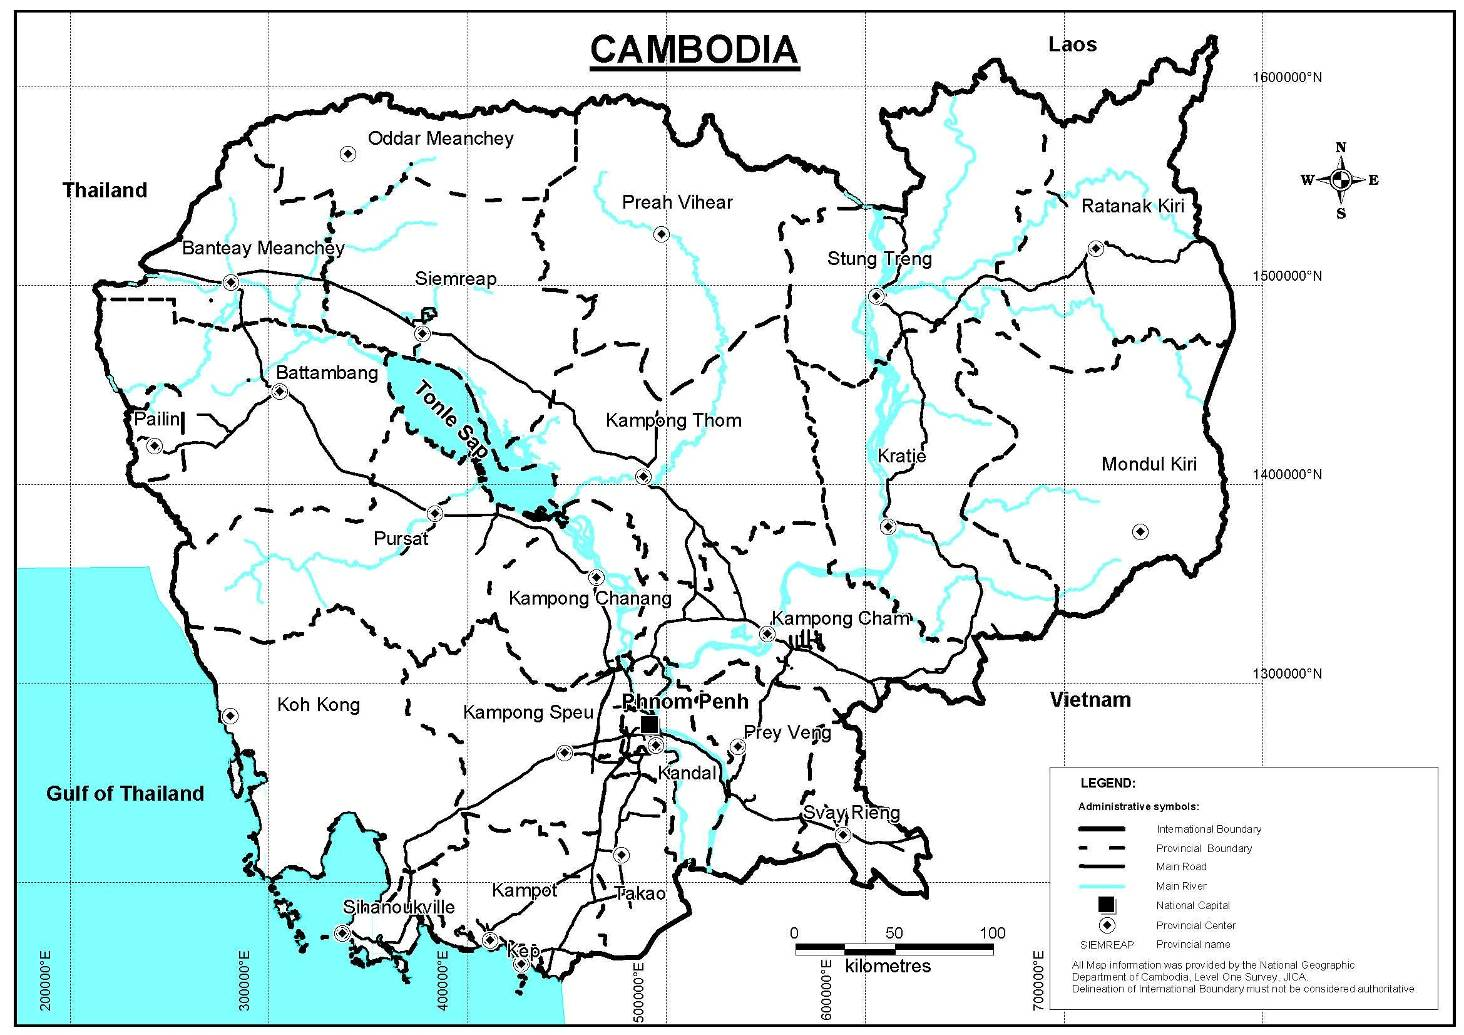 CAMBODIA
Laos
1600000°N
Oddar Meanchey
N
Thailand
W
E
S
Preah Vihear
Ratanak Kiri
Banteay Meanchey
Stung Treng
Siemreap
1500000°N
Battambang
Tonle Sap
Pailin
Kampong Thom
Kratie
Mondul Kiri
1400000°N
Pursat
Kampong Chanang
Kampong Cham
1300000°N
Koh Kong
Kampong Speu
Phnom Penh
Vietnam
Prey Veng
Kandal
Gulf of Thailand
Svay Rieng
Kampot
Takao
Sihanoukville
Kep
0 50 100
kilometres
200000°E
300000°E
400000°E
500000°E
600000°E
700000°E
LEGEND:
Administrative symbols:
International Boundary
Provincial Boundary
Main Road
Main River
National Capital
Provincial Center
SIEMREAP Provincial name
All Map information was provided by the National Geographic
Department of Cambodia, Level One Survey, JICA.
Delineation of International Boundary must not be considered authoritative.